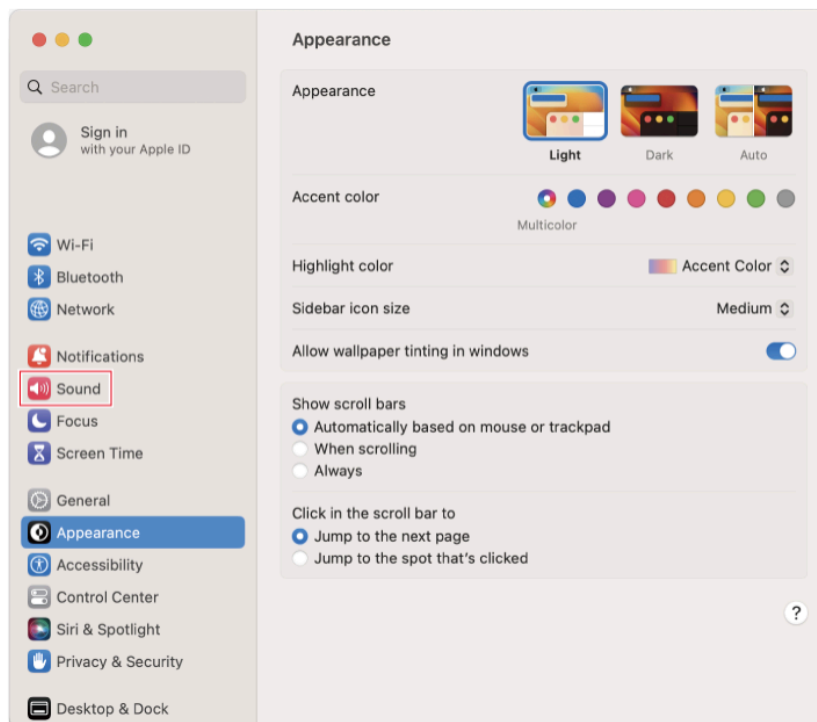 Search
Sign in
with your Apple ID
Wi-Fi
Bluetooth
Network
Notifications
Sound
Focus
Screen Time
General
Appearance
Accessibility
Control Center
Siri & Spotlight
Privacy & Security
Desktop & Dock
Appearance
Appearance
Light
Dark
Auto
Accent color
Multicolor
Highlight color
Accent Color
Sidebar icon size
Medium
Allow wallpaper tinting in windows
Show scroll bars
Automatically based on mouse or trackpad
When scrolling
Always
Click in the scroll bar to
Jump to the next page
Jump to the spot that's clicked
?